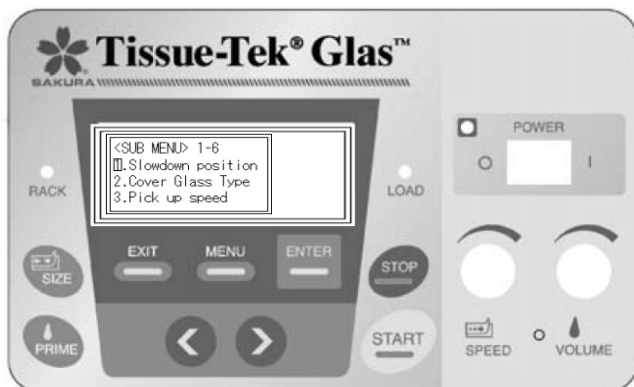 Tissue-Tek® Glas™
SAKURA
<SUB MENU> 1-6
1.Slowdown position
2.Cover Glass Type
3.Pick up speed
RACK
LOAD
EXIT
MENU
ENTER
SIZE
STOP
PRIME
START
POWER
O
I
SPEED
VOLUME